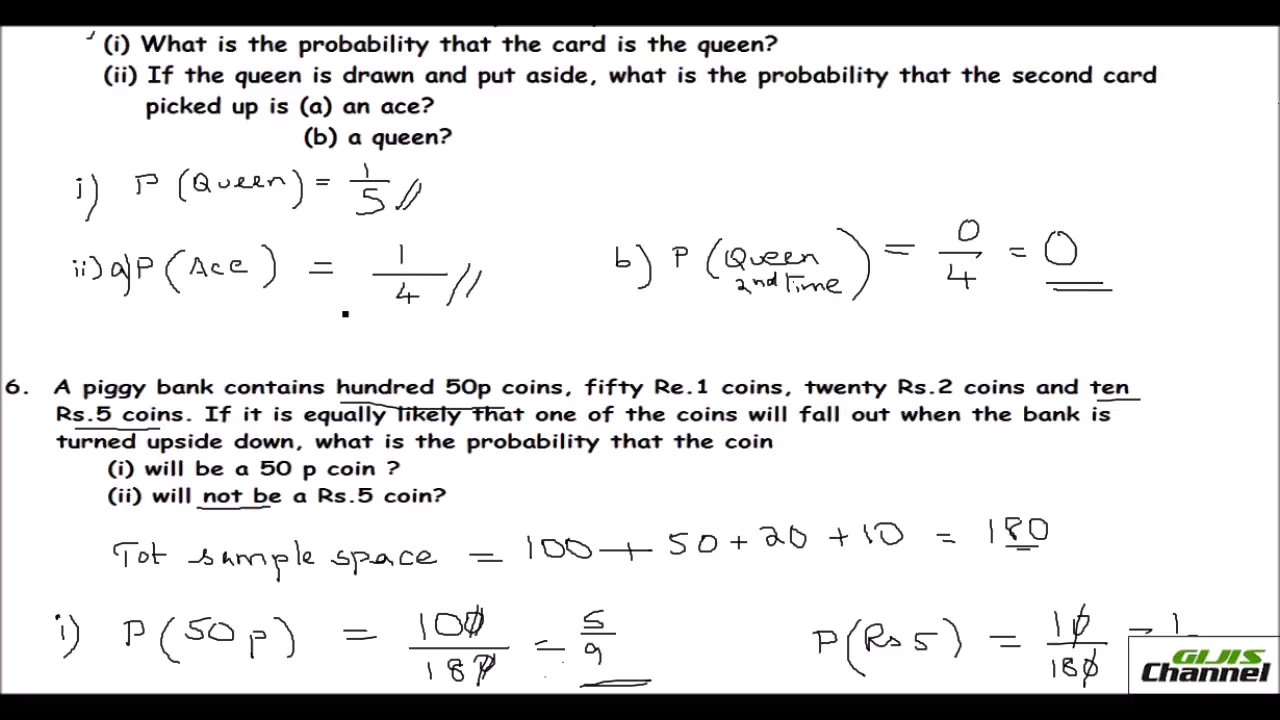 (i) What is the probability that the card is the queen?
(ii) If the queen is drawn and put aside, what is the probability that the second card
picked up is (a) an ace?
(b) a queen?
i) P (Queen) = 1/5 //
ii) a) P (Ace) = 1/4 //
b) P (Queen 2nd Time) = 0/4 = 0
6. A piggy bank contains hundred 50p coins, fifty Re.1 coins, twenty Rs.2 coins and ten
Rs.5 coins. If it is equally likely that one of the coins will fall out when the bank is
turned upside down, what is the probability that the coin
(i) will be a 50 p coin ?
(ii) will not be a Rs.5 coin?
Tot sample space = 100 + 50 + 20 + 10 = 180
i) P (50 p) = 100/180 = 5/9
P (Rs 5) = 10/180 = 1
GIJIS
Channel